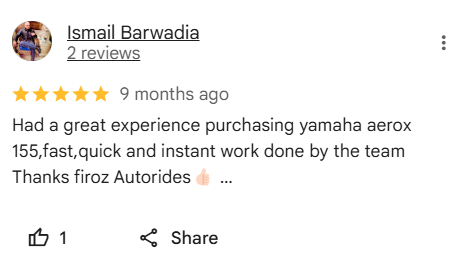 Ismail Barwadia
2 reviews
9 months ago
Had a great experience purchasing yamaha aerox
155,fast,quick and instant work done by the team
Thanks firoz Autorides 👍🏻 ...
1
Share